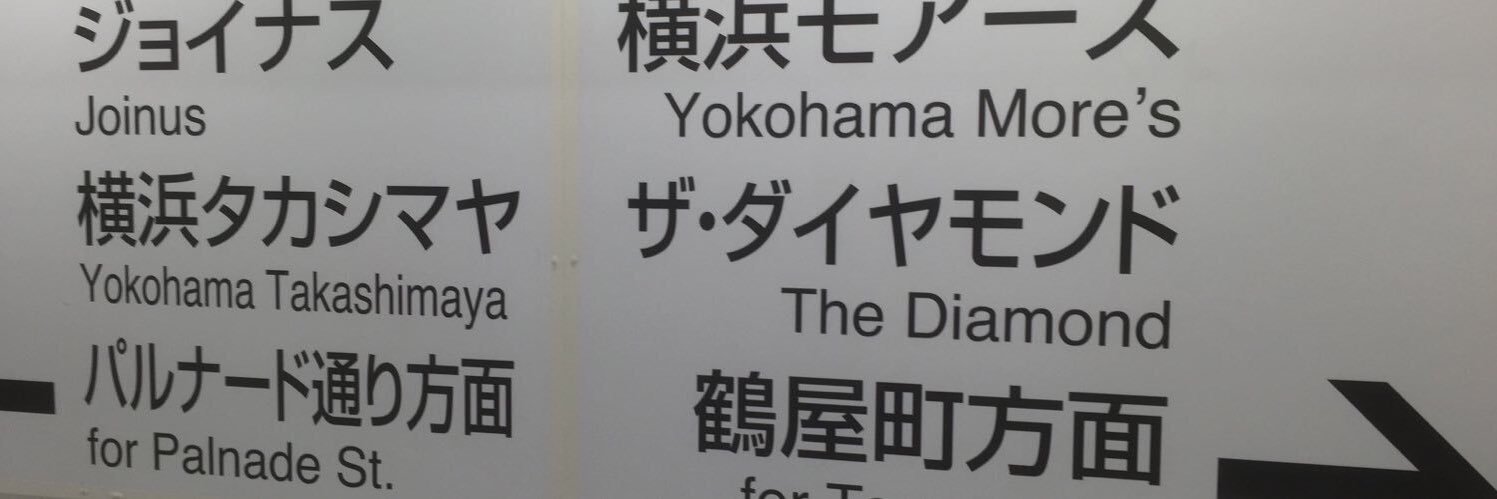 ジョイナス
Joinus
横浜タカシマヤ
Yokohama Takashimaya
パルナード通り方面
for Palnade St.
横浜モアーズ
Yokohama More's
ザ・ダイヤモンド
The Diamond
鶴屋町方面
for